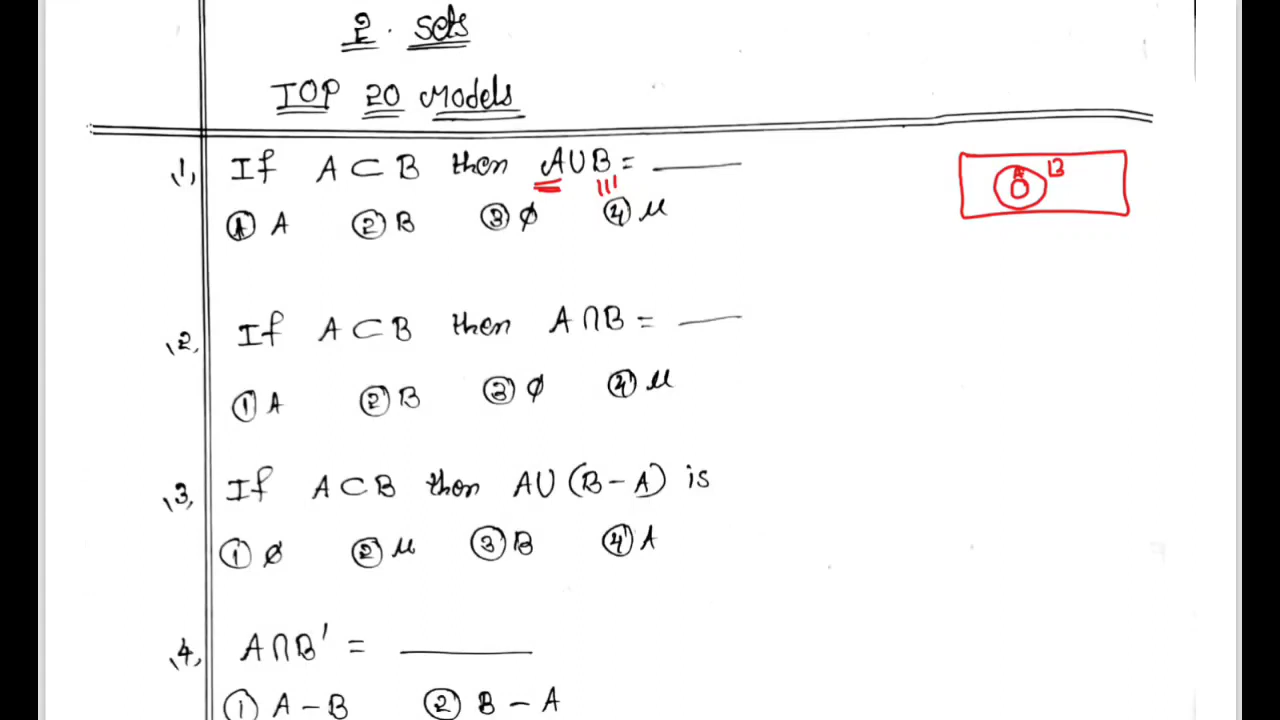 2. Sets
TOP 20 Models
1, If A ⊂ B then A∪B = ____
① A ② B ③ ϕ ④ μ
A B
2, If A ⊂ B then A∩B = ____
① A ② B ③ ϕ ④ μ
3, If A ⊂ B then A∪(B-A) is
① ϕ ② μ ③ B ④ A
4, A∩B' = ____
① A - B ② B - A